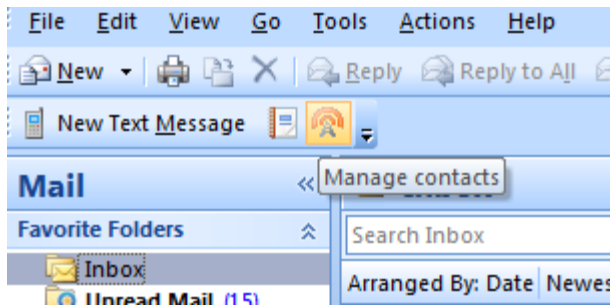 File Edit View Go Tools Actions Help
New Reply Reply to All
New Text Message
Manage contacts
Mail
Favorite Folders
Search Inbox
Inbox
Arranged By: Date Newes
Unread Mail (15)